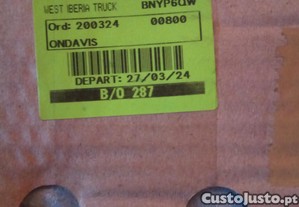 WEST IBERIA TRUCK BNYP6QW
Ord: 200324 00800
ONDAVIS
DEPART: 27/03/24
B/O 287
CustoJusto.pt